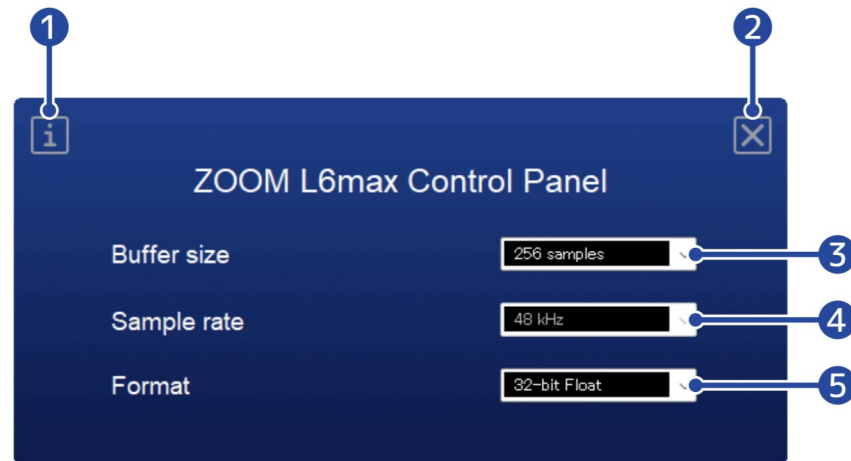 1
2
i
ZOOM L6max Control Panel
Buffer size 256 samples 3
Sample rate 48 kHz 4
Format 32-bit Float 5